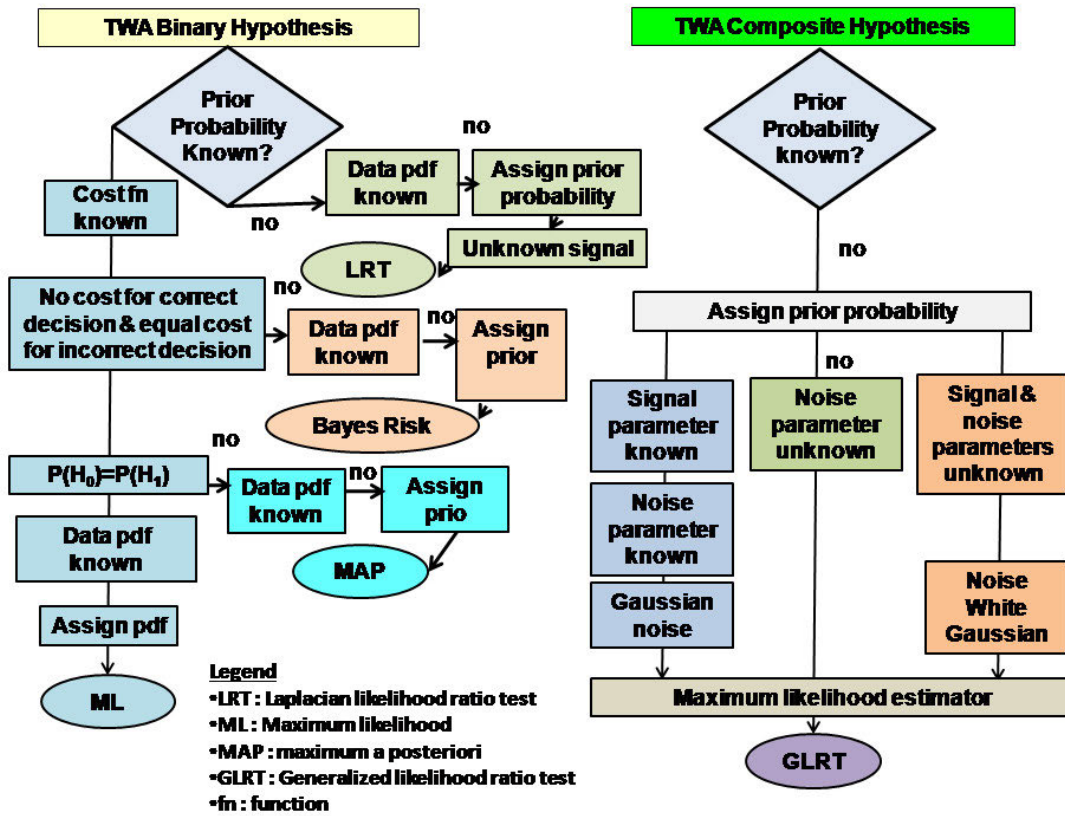 TWA Binary Hypothesis
Prior
Probability
Known?
Cost fn
known
no
no
Data pdf
known
Assign prior
probability
Unknown signal
LRT
No cost for correct
decision & equal cost
for incorrect decision
no
Data pdf
known
no
Assign
prior
Bayes Risk
P(H₀)=P(H₁)
no
Data pdf
known
no
Assign
prio
MAP
Data pdf
known
Assign pdf
ML
Legend
•LRT : Laplacian likelihood ratio test
•ML : Maximum likelihood
•MAP : maximum a posteriori
•GLRT : Generalized likelihood ratio test
•fn : function
TWA Composite Hypothesis
Prior
Probability
known?
no
Assign prior probability
no
Signal
parameter
known
Noise
parameter
known
Gaussian
noise
Noise
parameter
unknown
Signal &
noise
parameters
unknown
Noise
White
Gaussian
Maximum likelihood estimator
GLRT